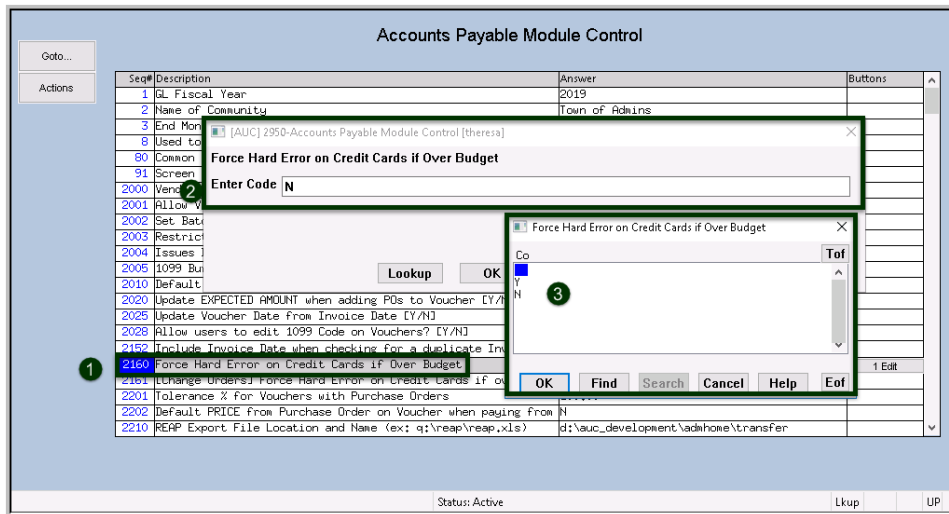 Accounts Payable Module Control
Goto...
Actions
Seq# Description Answer Buttons
1 GL Fiscal Year 2019
2 Name of Community Town of Admins
3 End Mon
8 Used to
80 Common
91 Screen
2000 Vend
2001 Allow V
2002 Set Bat
2003 Restrict
2004 Issues
2005 1099 Bu
2010 Default
2020 Update EXPECTED AMOUNT when adding POs to Voucher [Y/N
2025 Update Voucher Date from Invoice Date [Y/N]
2028 Allow users to edit 1099 Code on Vouchers? [Y/N]
2152 Include Invoice Date when checking for a duplicate Inv
1
2160 Force Hard Error on Credit Cards if Over Budget 1 Edit
2161 [Change Orders] Force Hard Error on Credit Cards if ov
2201 Tolerance % for Vouchers with Purchase Orders
2202 Default PRICE from Purchase Order on Voucher when paying from N
2210 REAP Export File Location and Name (ex: q:\reap\reap.xls) d:\auc_development\admhome\transfer
[AUC] 2950-Accounts Payable Module Control [theresa]
Force Hard Error on Credit Cards if Over Budget
2
Enter Code N
Lookup OK
Force Hard Error on Credit Cards if Over Budget
Co Tof
Y
N
3
OK Find Search Cancel Help Eof
Status: Active Lkup UP